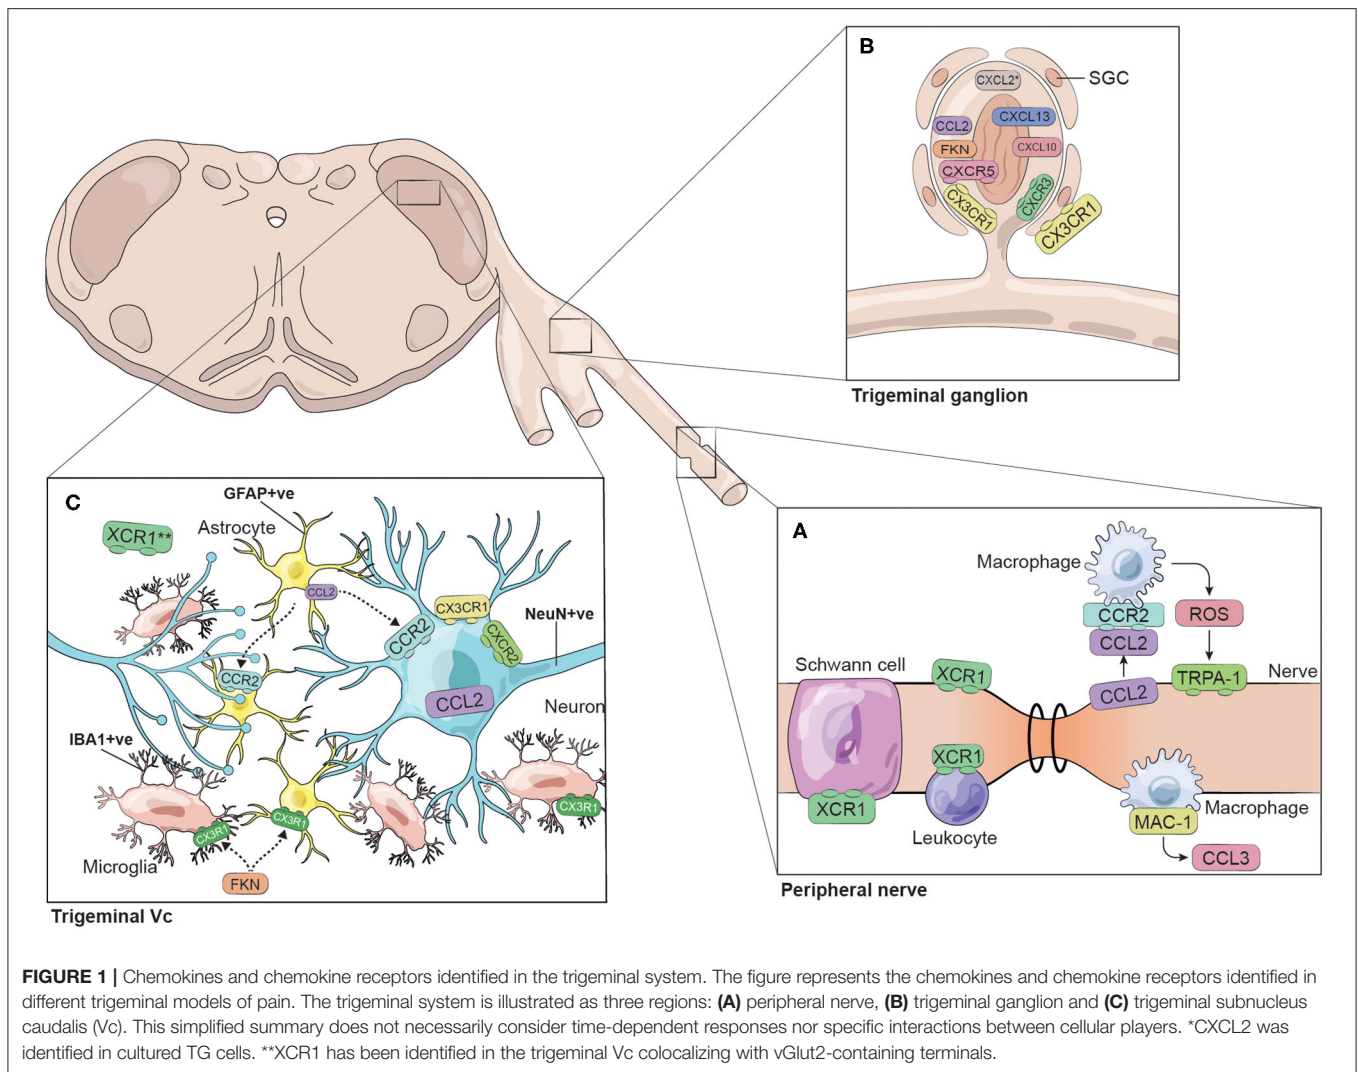 B
CXCL2*
SGC
CCL2
CXCL13
FKN
CXCL10
CXCR5
CX3CR1
CXCR3
CX3CR1
Trigeminal ganglion
C
GFAP+ve
XCR1**
Astrocyte
CCL2
CX3CR1
NeuN+ve
CCR2
CXCR2
CCR2
CCL2
Neuron
IBA1+ve
CX3R1
CX3R1
CX3R1
Microglia
FKN
Trigeminal Vc
A
Macrophage
CCR2
ROS
CCL2
Schwann cell
XCR1
Nerve
TRPA-1
CCL2
XCR1
XCR1
Macrophage
MAC-1
Leukocyte
CCL3
Peripheral nerve
FIGURE 1 | Chemokines and chemokine receptors identified in the trigeminal system. The figure represents the chemokines and chemokine receptors identified in
different trigeminal models of pain. The trigeminal system is illustrated as three regions: (A) peripheral nerve, (B) trigeminal ganglion and (C) trigeminal subnucleus
caudalis (Vc). This simplified summary does not necessarily consider time-dependent responses nor specific interactions between cellular players. *CXCL2 was
identified in cultured TG cells. **XCR1 has been identified in the trigeminal Vc colocalizing with vGlut2-containing terminals.